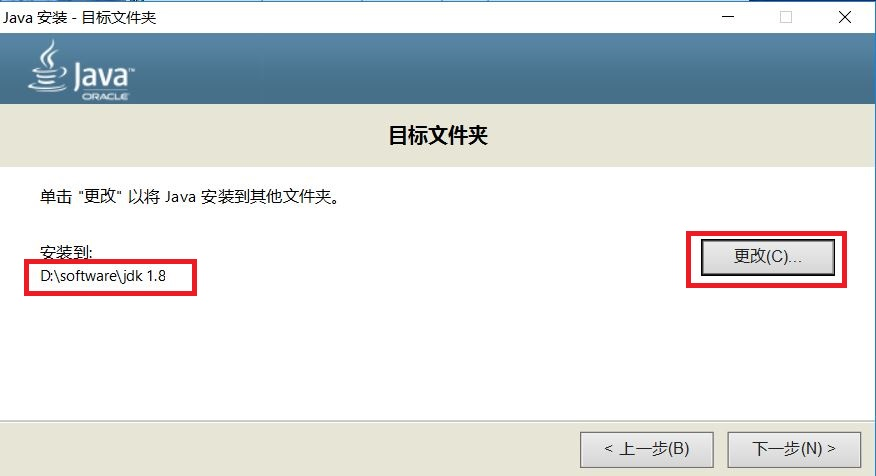 Java 安装 - 目标文件夹
Java™
ORACLE
目标文件夹
单击 "更改" 以将 Java 安装到其他文件夹。
安装到:
D:\software\jdk 1.8
更改(C)...
< 上一步(B)
下一步(N) >